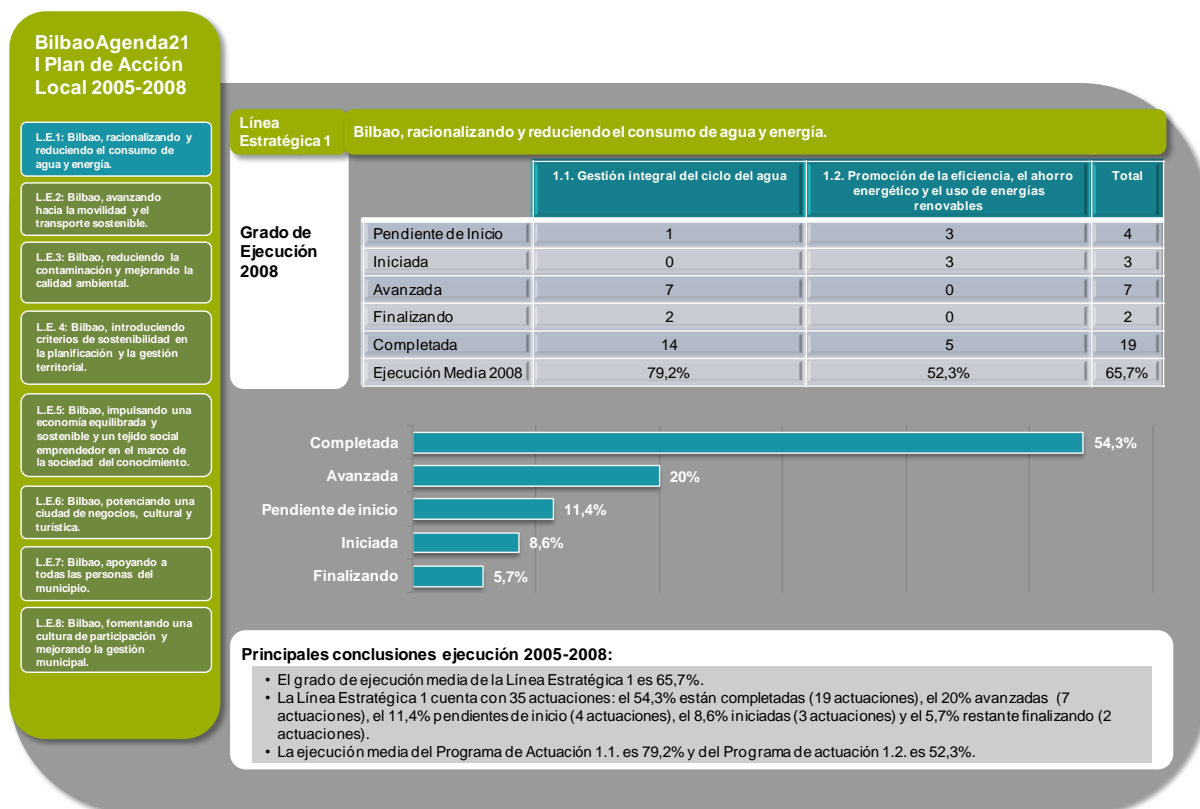 BilbaoAgenda21
I Plan de Acción
Local 2005-2008
L.E.1: Bilbao, racionalizando y
reduciendo el consumo de
agua y energía.
L.E.2: Bilbao, avanzando
hacia la movilidad y el
transporte sostenible.
L.E.3: Bilbao, reduciendo la
contaminación y mejorando la
calidad ambiental.
L.E. 4: Bilbao, introduciendo
criterios de sostenibilidad en
la planificación y la gestión
territorial.
L.E.5: Bilbao, impulsando una
economía equilibrada y
sostenible y un tejido social
emprendedor en el marco de
la sociedad del conocimiento.
L.E.6: Bilbao, potenciando una
ciudad de negocios, cultural y
turística.
L.E.7: Bilbao, apoyando a
todas las personas del
municipio.
L.E.8: Bilbao, fomentando una
cultura de participación y
mejorando la gestión
municipal.
Línea
Estratégica 1
Bilbao, racionalizando y reduciendo el consumo de agua y energía.
Grado de
Ejecución
2008
1.1. Gestión integral del ciclo del agua
1.2. Promoción de la eficiencia, el ahorro
energético y el uso de energías
renovables
Total
Pendiente de Inicio 1 3 4
Iniciada 0 3 3
Avanzada 7 0 7
Finalizando 2 0 2
Completada 14 5 19
Ejecución Media 2008 79,2% 52,3% 65,7%
Completada 54,3%
Avanzada 20%
Pendiente de inicio 11,4%
Iniciada 8,6%
Finalizando 5,7%
Principales conclusiones ejecución 2005-2008:
• El grado de ejecución media de la Línea Estratégica 1 es 65,7%.
• La Línea Estratégica 1 cuenta con 35 actuaciones: el 54,3% están completadas (19 actuaciones), el 20% avanzadas (7
actuaciones), el 11,4% pendientes de inicio (4 actuaciones), el 8,6% iniciadas (3 actuaciones) y el 5,7% restante finalizando (2
actuaciones).
• La ejecución media del Programa de Actuación 1.1. es 79,2% y del Programa de actuación 1.2. es 52,3%.